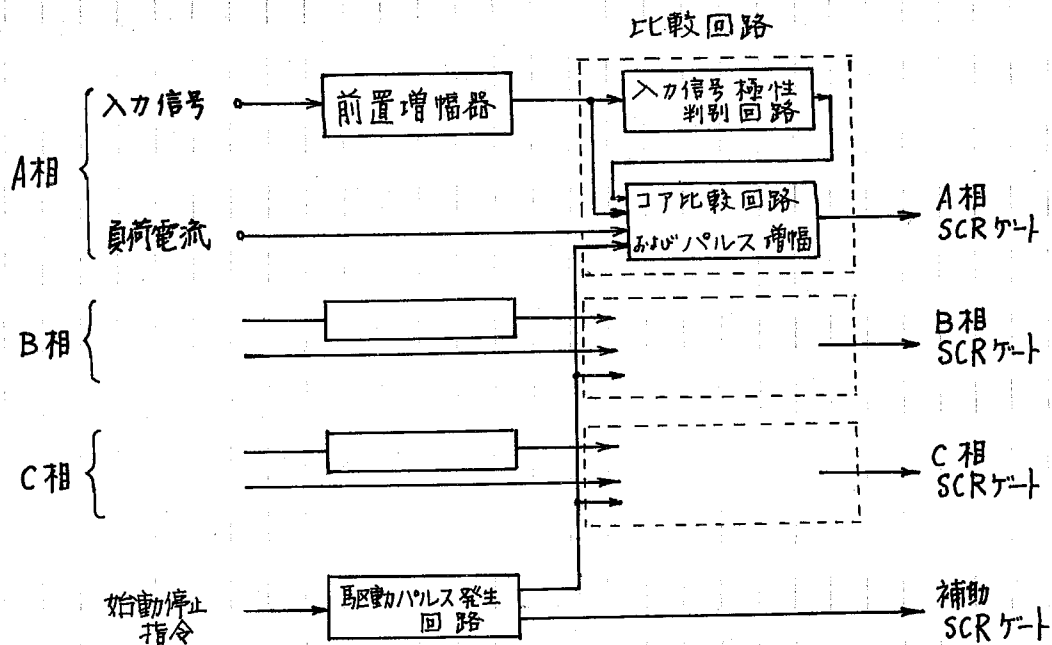 比較回路
A相
入力信号
前置増幅器
入力信号極性
判別回路
負荷電流
コア比較回路
およびパルス増幅
A相
SCRゲート
B相
B相
SCRゲート
C相
C相
SCRゲート
始動停止
指令
駆動パルス発生
回路
補助
SCRゲート